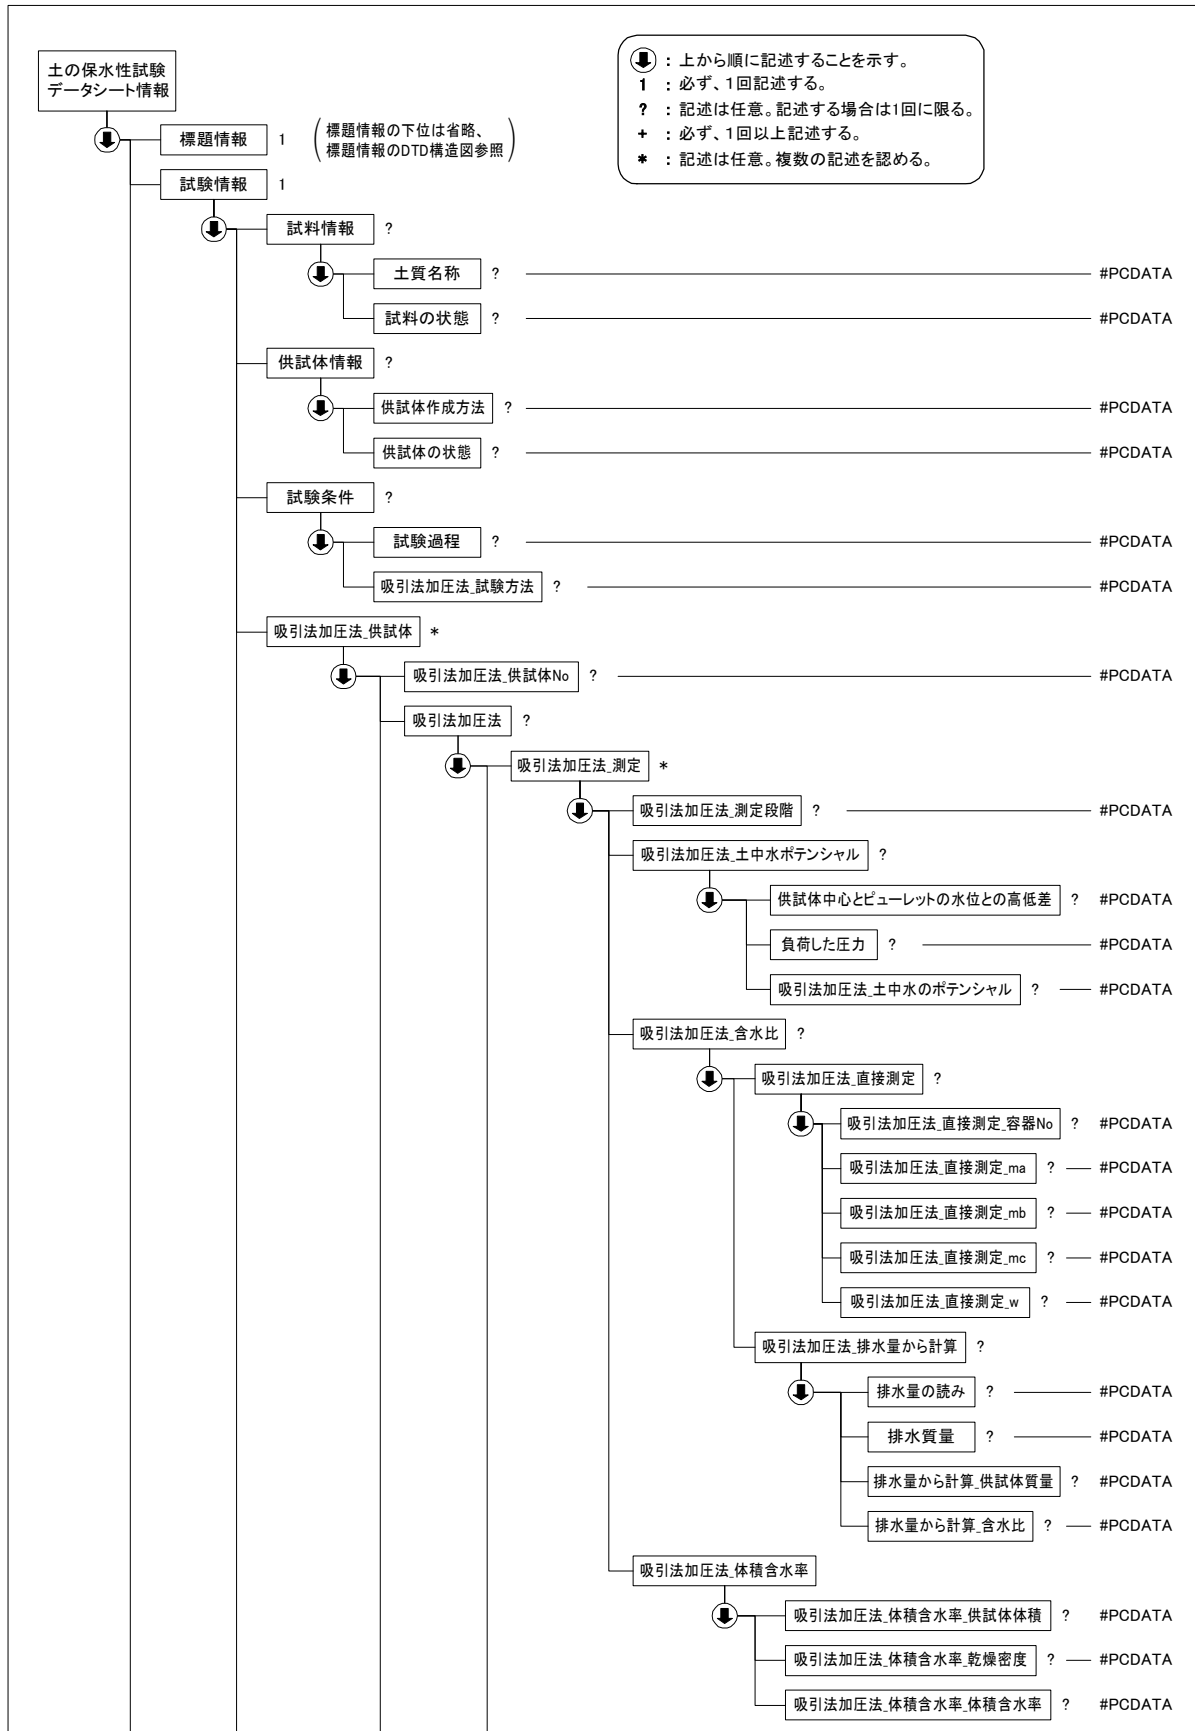 土の保水性試験
データシート情報
: 上から順に記述することを示す。
1 : 必ず、1回記述する。
? : 記述は任意。記述する場合は1回に限る。
+ : 必ず、1回以上記述する。
* : 記述は任意。複数の記述を認める。
標題情報 1 (標題情報の下位は省略、
標題情報のDTD構造図参照)
試験情報 1
試料情報 ?
土質名称 ? #PCDATA
試料の状態 ? #PCDATA
供試体情報 ?
供試体作成方法 ? #PCDATA
供試体の状態 ? #PCDATA
試験条件 ?
試験過程 ? #PCDATA
吸引法加圧法_試験方法 ? #PCDATA
吸引法加圧法_供試体 *
吸引法加圧法_供試体No ? #PCDATA
吸引法加圧法 ?
吸引法加圧法_測定 *
吸引法加圧法_測定段階 ? #PCDATA
吸引法加圧法_土中水ポテンシャル ?
供試体中心とビューレットの水位との高低差 ? #PCDATA
負荷した圧力 ? #PCDATA
吸引法加圧法_土中水のポテンシャル ? #PCDATA
吸引法加圧法_含水比 ?
吸引法加圧法_直接測定 ?
吸引法加圧法_直接測定_容器No ? #PCDATA
吸引法加圧法_直接測定_ma ? #PCDATA
吸引法加圧法_直接測定_mb ? #PCDATA
吸引法加圧法_直接測定_mc ? #PCDATA
吸引法加圧法_直接測定_w ? #PCDATA
吸引法加圧法_排水量から計算 ?
排水量の読み ? #PCDATA
排水質量 ? #PCDATA
排水量から計算_供試体質量 ? #PCDATA
排水量から計算_含水比 ? #PCDATA
吸引法加圧法_体積含水率
吸引法加圧法_体積含水率_供試体体積 ? #PCDATA
吸引法加圧法_体積含水率_乾燥密度 ? #PCDATA
吸引法加圧法_体積含水率_体積含水率 ? #PCDATA